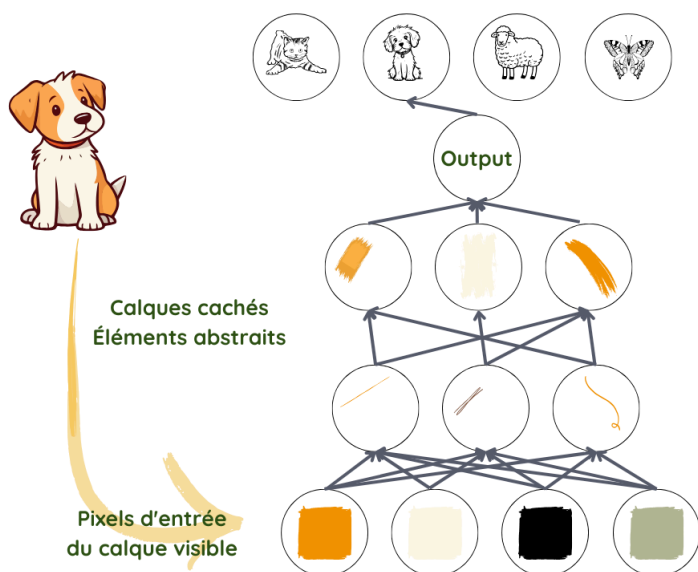 Output
Calques cachés
Éléments abstraits
Pixels d'entrée
du calque visible